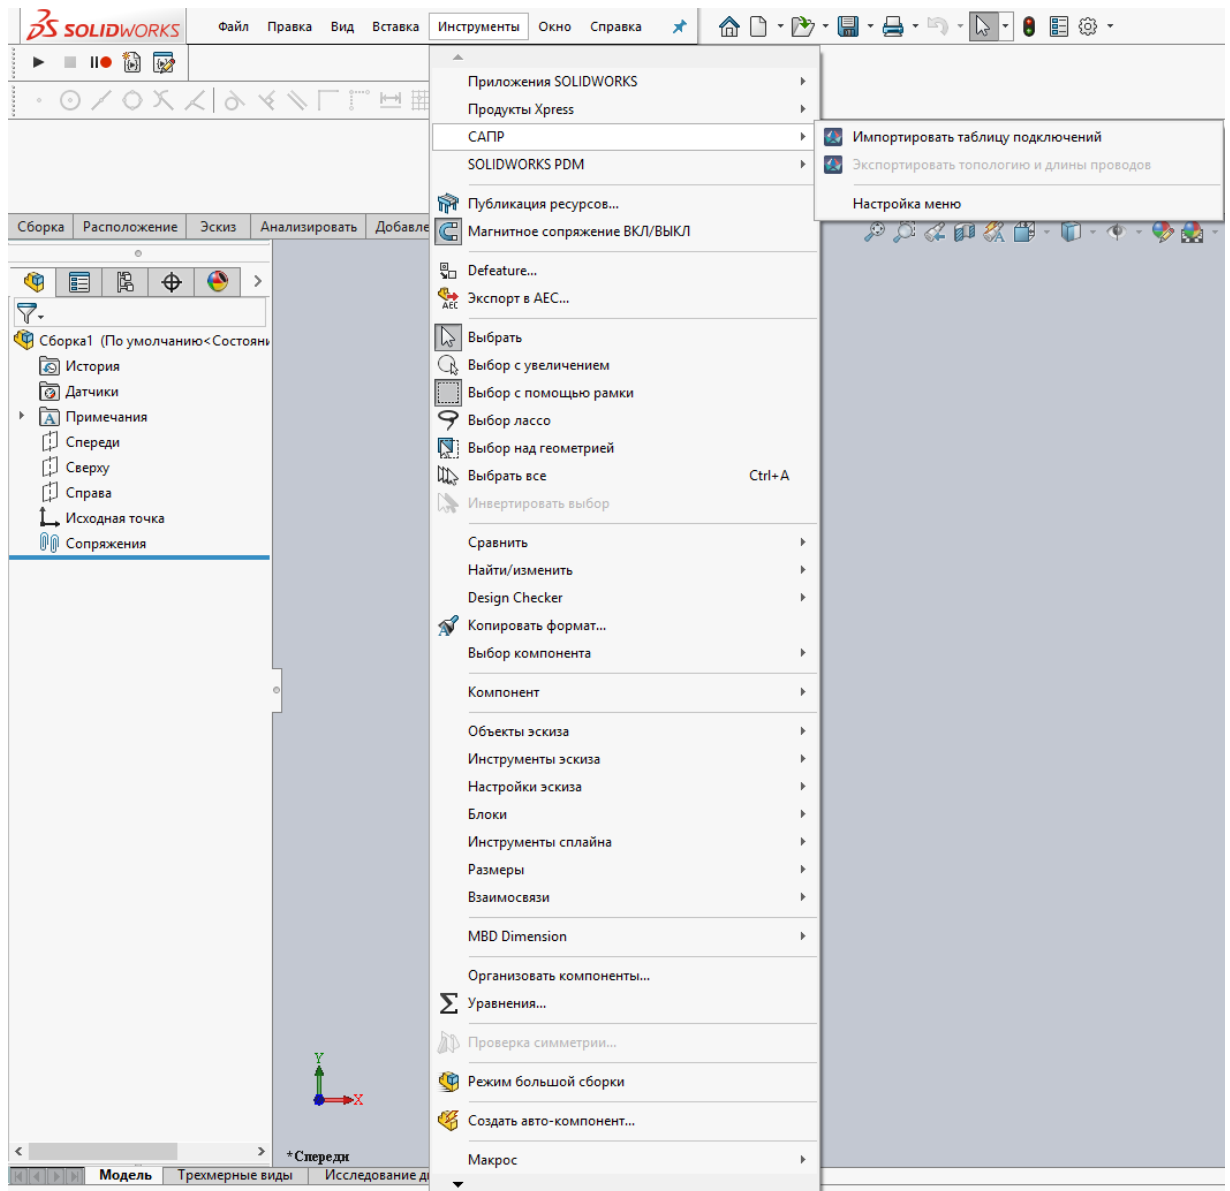 SOLIDWORKS
Файл Правка Вид Вставка Инструменты Окно Справка
Приложения SOLIDWORKS
Продукты Xpress
САПР
SOLIDWORKS PDM
Импортировать таблицу подключений
Экспортировать топологию и длины проводов
Настройка меню
Публикация ресурсов...
Магнитное сопряжение ВКЛ/ВЫКЛ
Defeature...
Экспорт в AEC...
Выбрать
Выбор с увеличением
Выбор с помощью рамки
Выбор лассо
Выбор над геометрией
Выбрать все Ctrl+A
Инвертировать выбор
Сравнить
Найти/изменить
Design Checker
Копировать формат...
Выбор компонента
Компонент
Объекты эскиза
Инструменты эскиза
Настройки эскиза
Блоки
Инструменты сплайна
Размеры
Взаимосвязи
MBD Dimension
Организовать компоненты...
Уравнения...
Проверка симметрии...
Режим большой сборки
Создать авто-компонент...
Макрос
Сборка Расположение Эскиз Анализировать Добавле
Сборка1 (По умолчанию<Состояни
История
Датчики
Примечания
Спереди
Сверху
Справа
Исходная точка
Сопряжения
Y
X
*Спереди
Модель Трехмерные виды Исследование д